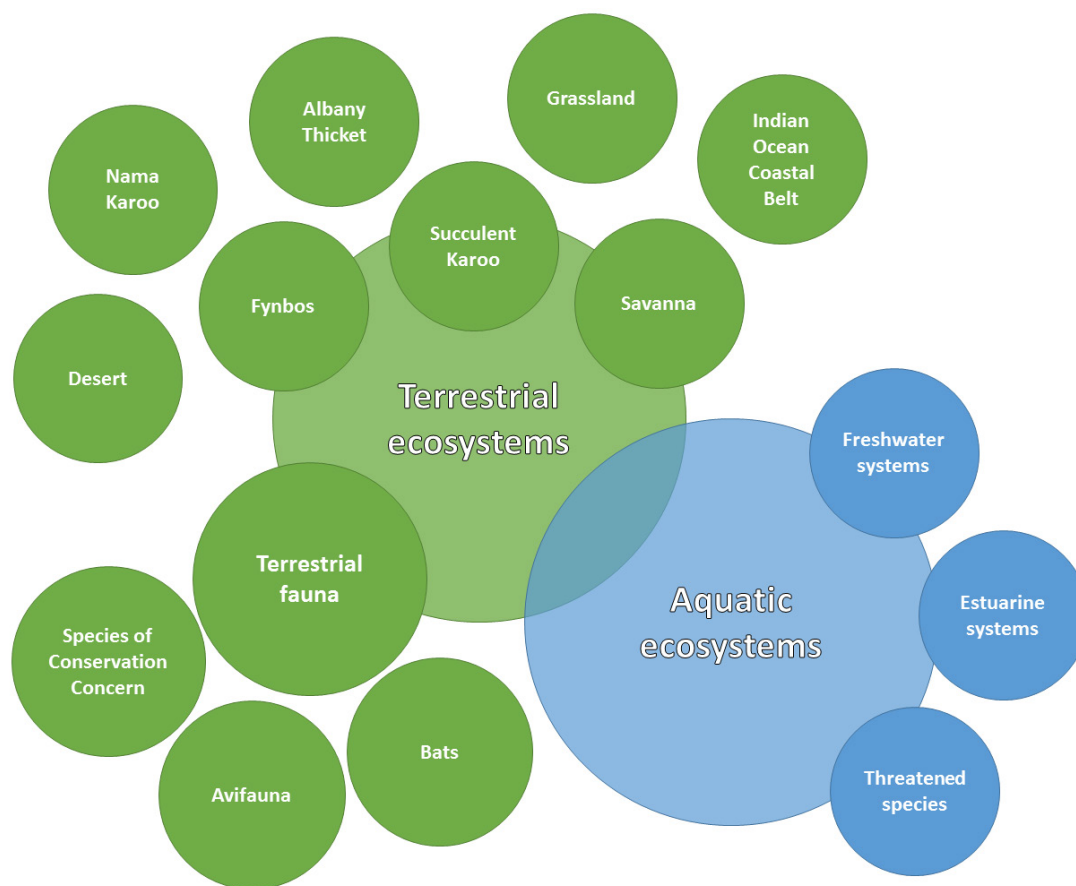 Grassland
Albany
Thicket
Indian
Ocean
Coastal
Belt
Nama
Karoo
Succulent
Karoo
Fynbos
Savanna
Desert
Terrestrial
ecosystems
Freshwater
systems
Terrestrial
fauna
Aquatic
ecosystems
Estuarine
systems
Species of
Conservation
Concern
Bats
Avifauna
Threatened
species